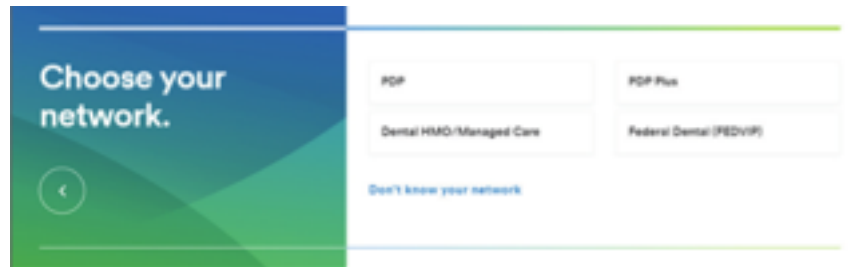 Choose your
network.
PDP
PDP Plus
Dental HMO/Managed Care
Federal Dental (FEDVIP)
Don't know your network